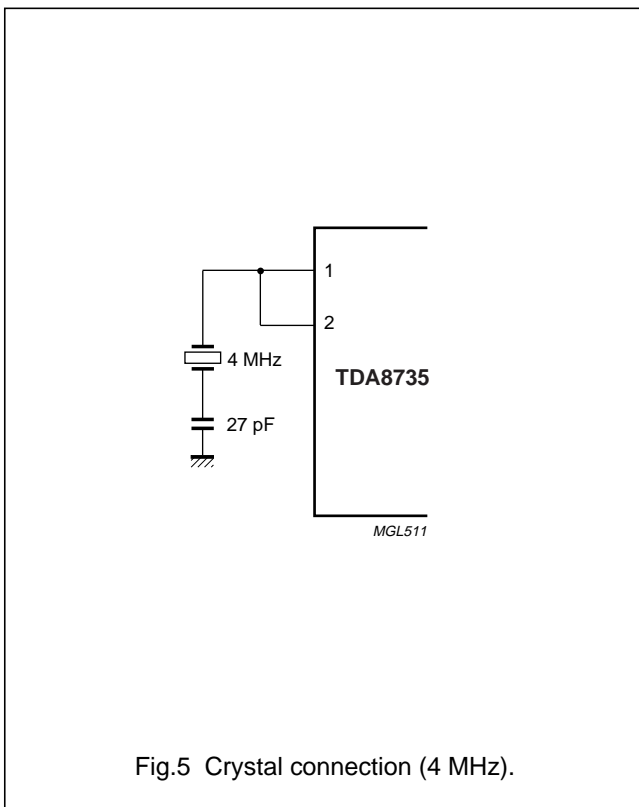 1
2
4 MHz
TDA8735
27 pF
MGL511
Fig.5 Crystal connection (4 MHz).